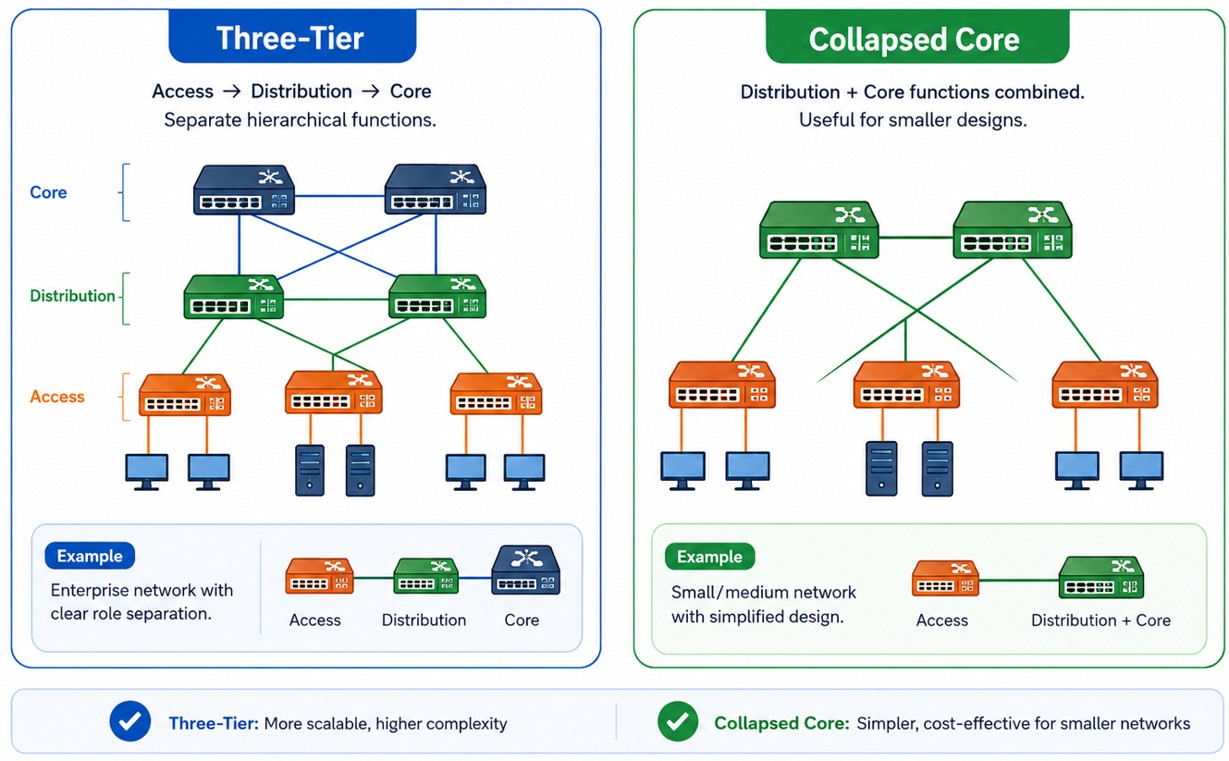 Three-Tier
Access → Distribution → Core
Separate hierarchical functions.
Core
Distribution
Access
Example
Enterprise network with
clear role separation.
Access
Distribution
Core
Collapsed Core
Distribution + Core functions combined.
Useful for smaller designs.
Example
Small/medium network
with simplified design.
Access
Distribution + Core
Three-Tier: More scalable, higher complexity
Collapsed Core: Simpler, cost-effective for smaller networks